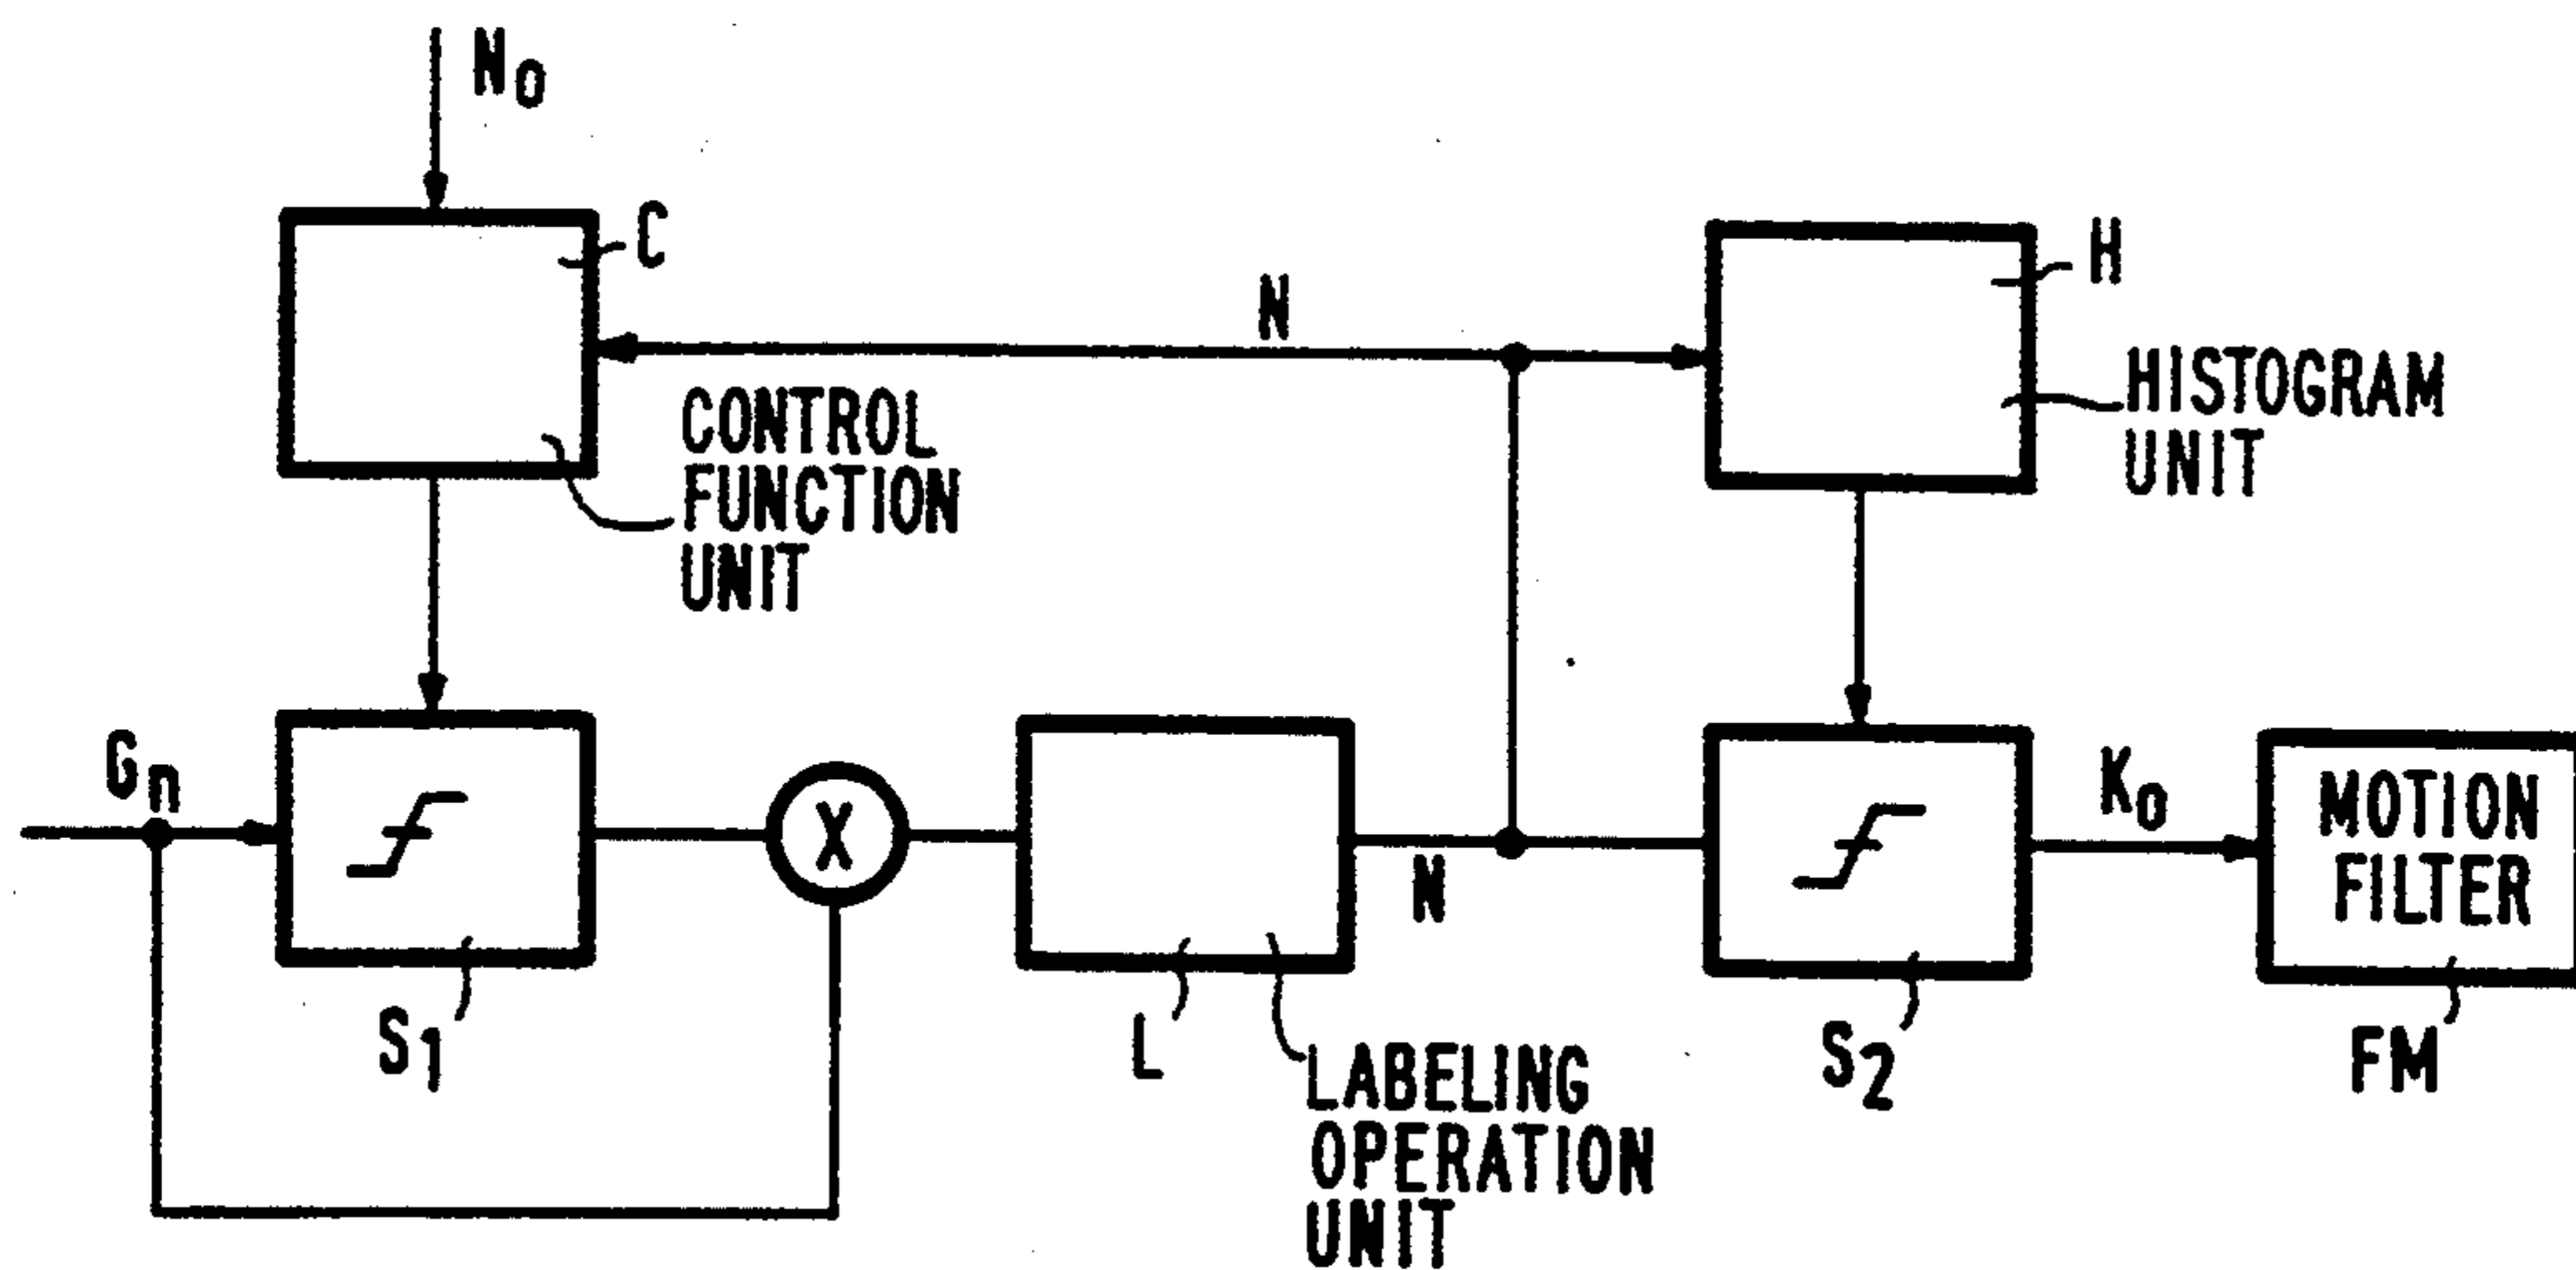 N0
C
N
H
CONTROL
FUNCTION
UNIT
HISTOGRAM
UNIT
Gn
X
N
K0
MOTION
FILTER
S1
L
LABELING
OPERATION
UNIT
S2
FM